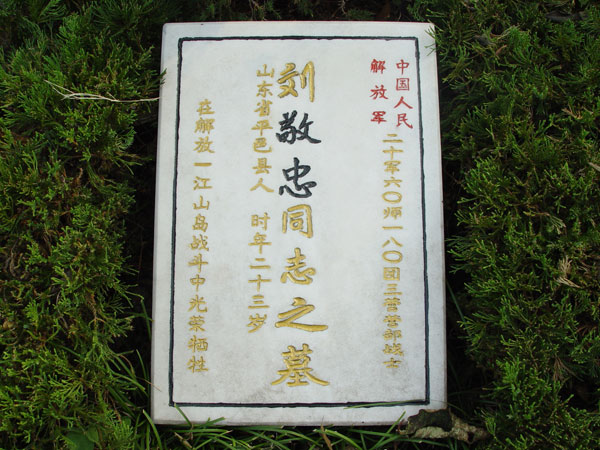 中国人民
解放军
二十军六〇师一八〇团三营营部战士
刘敬忠同志之墓
山东省平邑县人 时年二十三岁
在解放一江山岛战斗中光荣牺牲